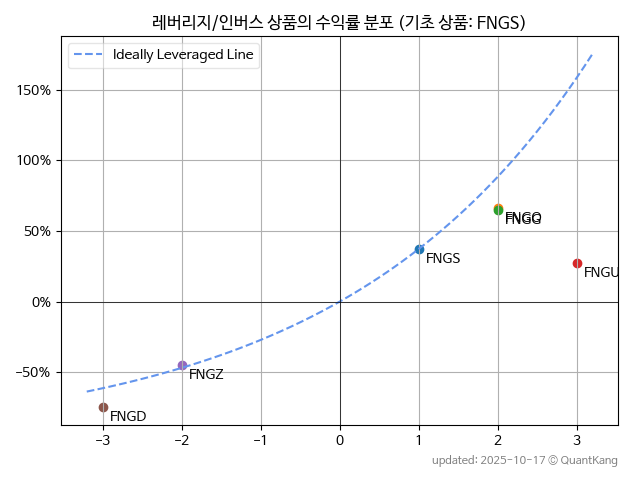 레버리지/인버스 상품의 수익률 분포 (기초 상품: FNGS)
Ideally Leveraged Line
150%
100%
FNGO
FNGG
50%
FNGS
FNGU
0%
FNGZ
−50%
FNGD
−3
−2
−1
0
1
2
3
updated: 2025-10-17 © QuantKang